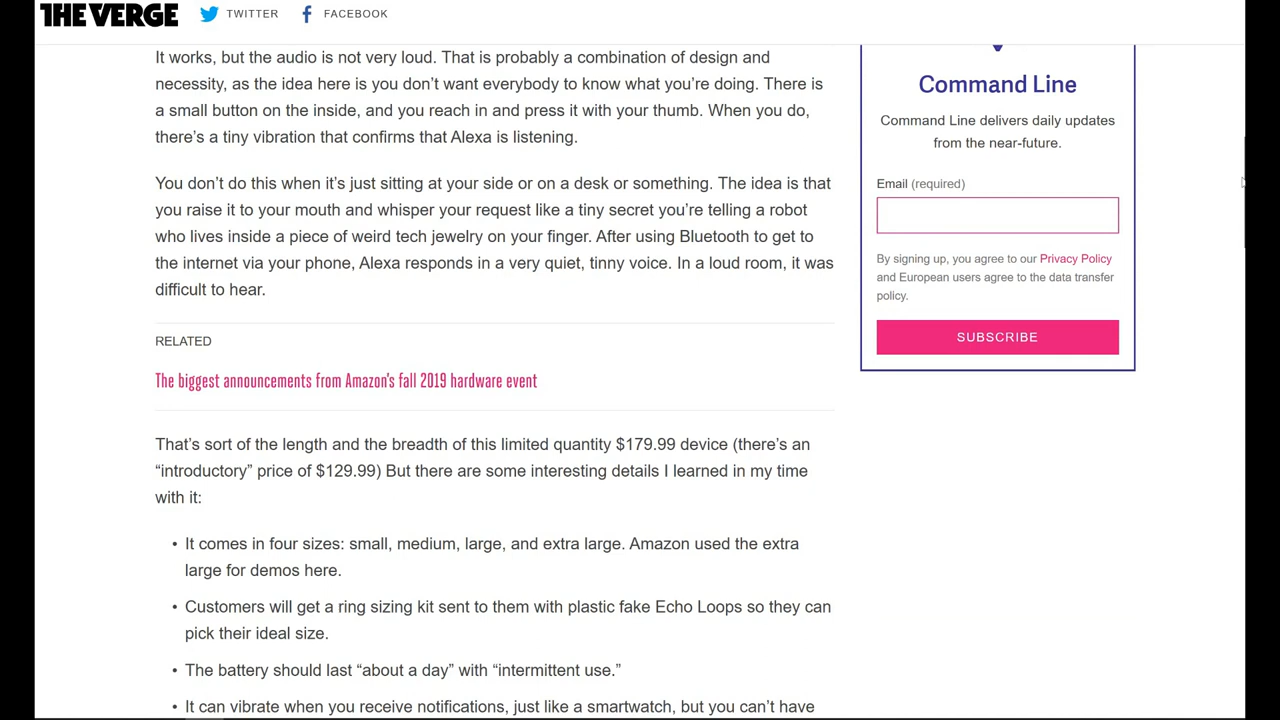 THE VERGE TWITTER FACEBOOK
It works, but the audio is not very loud. That is probably a combination of design and
necessity, as the idea here is you don’t want everybody to know what you’re doing. There is
a small button on the inside, and you reach in and press it with your thumb. When you do,
there’s a tiny vibration that confirms that Alexa is listening.
You don’t do this when it’s just sitting at your side or on a desk or something. The idea is that
you raise it to your mouth and whisper your request like a tiny secret you’re telling a robot
who lives inside a piece of weird tech jewelry on your finger. After using Bluetooth to get to
the internet via your phone, Alexa responds in a very quiet, tinny voice. In a loud room, it was
difficult to hear.
RELATED
The biggest announcements from Amazon’s fall 2019 hardware event
That’s sort of the length and the breadth of this limited quantity $179.99 device (there’s an
“introductory” price of $129.99) But there are some interesting details I learned in my time
with it:
• It comes in four sizes: small, medium, large, and extra large. Amazon used the extra
large for demos here.
• Customers will get a ring sizing kit sent to them with plastic fake Echo Loops so they can
pick their ideal size.
• The battery should last “about a day” with “intermittent use.”
• It can vibrate when you receive notifications, just like a smartwatch, but you can’t have
Command Line
Command Line delivers daily updates
from the near-future.
Email (required)
By signing up, you agree to our Privacy Policy
and European users agree to the data transfer
policy.
SUBSCRIBE